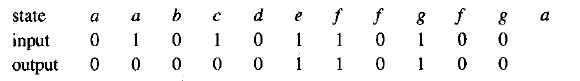 state a a b c d e f f g f g a
input 0 1 0 1 0 1 1 0 1 0 0
output 0 0 0 0 0 1 1 0 1 0 0